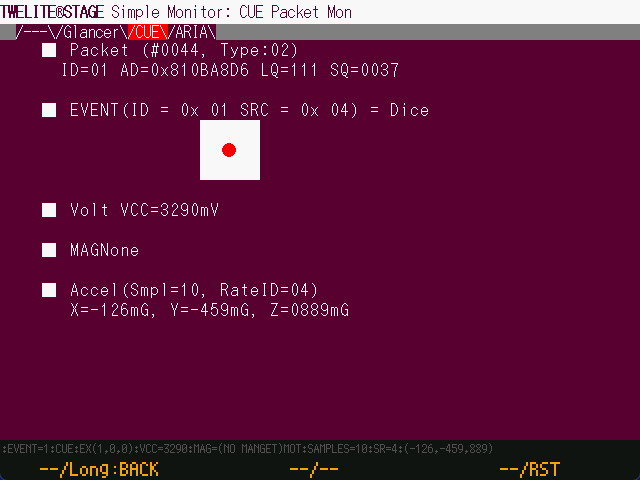 TWELITE®STAGE Simple Monitor: CUE Packet Mon
/---\/Glancer\/CUE\/ARIA\
Packet (#0044, Type:02)
ID=01 AD=0x810BA8D6 LQ=111 SQ=0037
EVENT(ID = 0x 01 SRC = 0x 04) = Dice
Volt VCC=3290mV
MAGNone
Accel(Smpl=10, RateID=04)
X=-126mG, Y=-459mG, Z=0889mG
:EVENT=1:CUE:EX(1,0,0):VCC=3290:MAG=(NO MANGET)MOT:SAMPLES=10:SR=4:(-126,-459,889)
--/Long:BACK --/-- --/RST